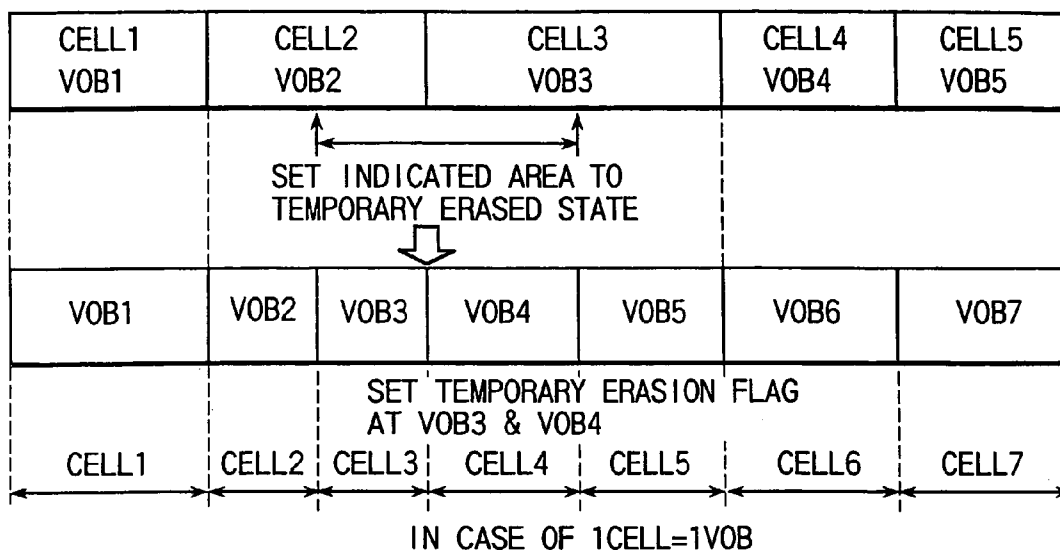 CELL1 CELL2 CELL3 CELL4 CELL5
VOB1 VOB2 VOB3 VOB4 VOB5
SET INDICATED AREA TO
TEMPORARY ERASED STATE
VOB1 VOB2 VOB3 VOB4 VOB5 VOB6 VOB7
SET TEMPORARY ERASION FLAG
AT VOB3 & VOB4
CELL1 CELL2 CELL3 CELL4 CELL5 CELL6 CELL7
IN CASE OF 1CELL=1VOB